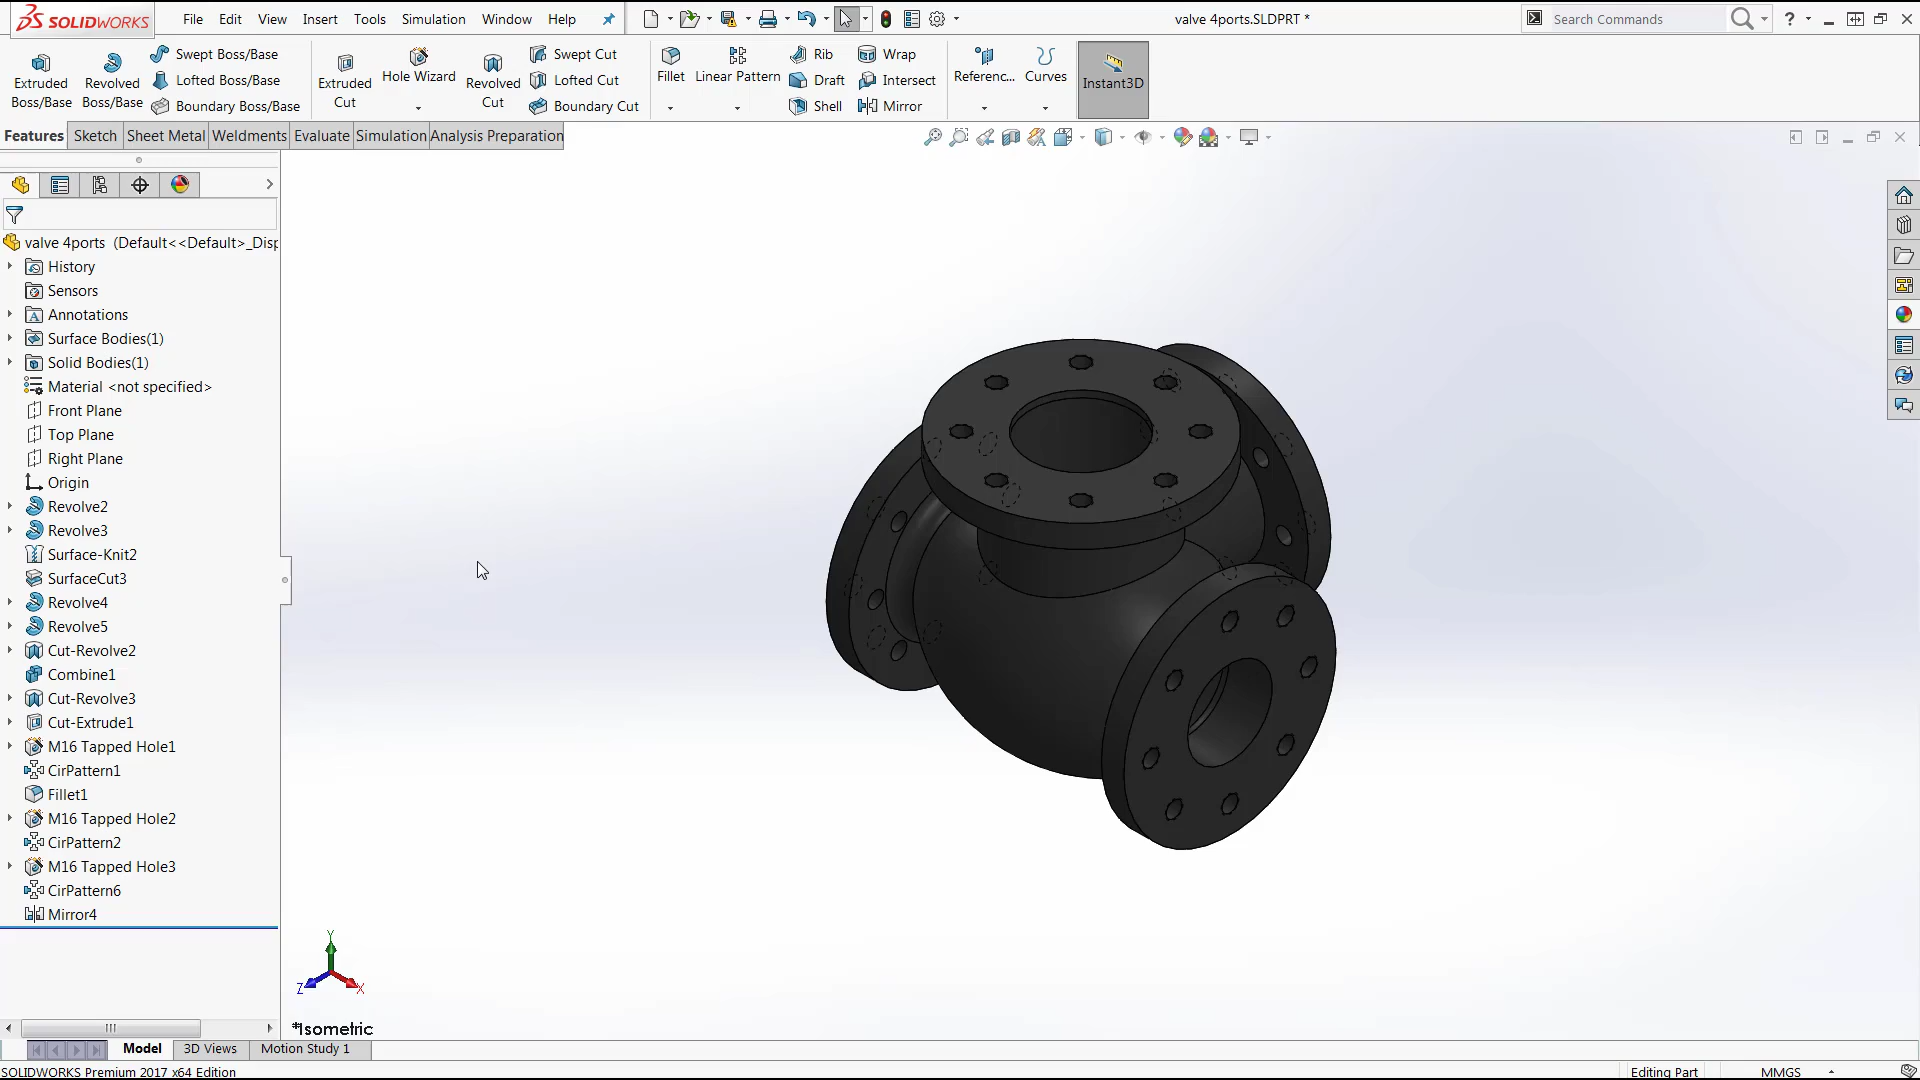 SOLIDWORKS File Edit View Insert Tools Simulation Window Help valve 4ports.SLDPRT * Search Commands ?
Extruded Boss/Base
Revolved Boss/Base
Swept Boss/Base
Lofted Boss/Base
Boundary Boss/Base
Extruded Cut
Hole Wizard
Revolved Cut
Swept Cut
Lofted Cut
Boundary Cut
Fillet
Linear Pattern
Rib
Draft
Shell
Wrap
Intersect
Mirror
Referenc...
Curves
Instant3D
Features Sketch Sheet Metal Weldments Evaluate Simulation Analysis Preparation
valve 4ports (Default<<Default>_Disp
History
Sensors
Annotations
Surface Bodies(1)
Solid Bodies(1)
Material <not specified>
Front Plane
Top Plane
Right Plane
Origin
Revolve2
Revolve3
Surface-Knit2
SurfaceCut3
Revolve4
Revolve5
Cut-Revolve2
Combine1
Cut-Revolve3
Cut-Extrude1
M16 Tapped Hole1
CirPattern1
Fillet1
M16 Tapped Hole2
CirPattern2
M16 Tapped Hole3
CirPattern6
Mirror4
Y
Z X
*Isometric
Model 3D Views Motion Study 1
SOLIDWORKS Premium 2017 x64 Edition Editing Part MMGS